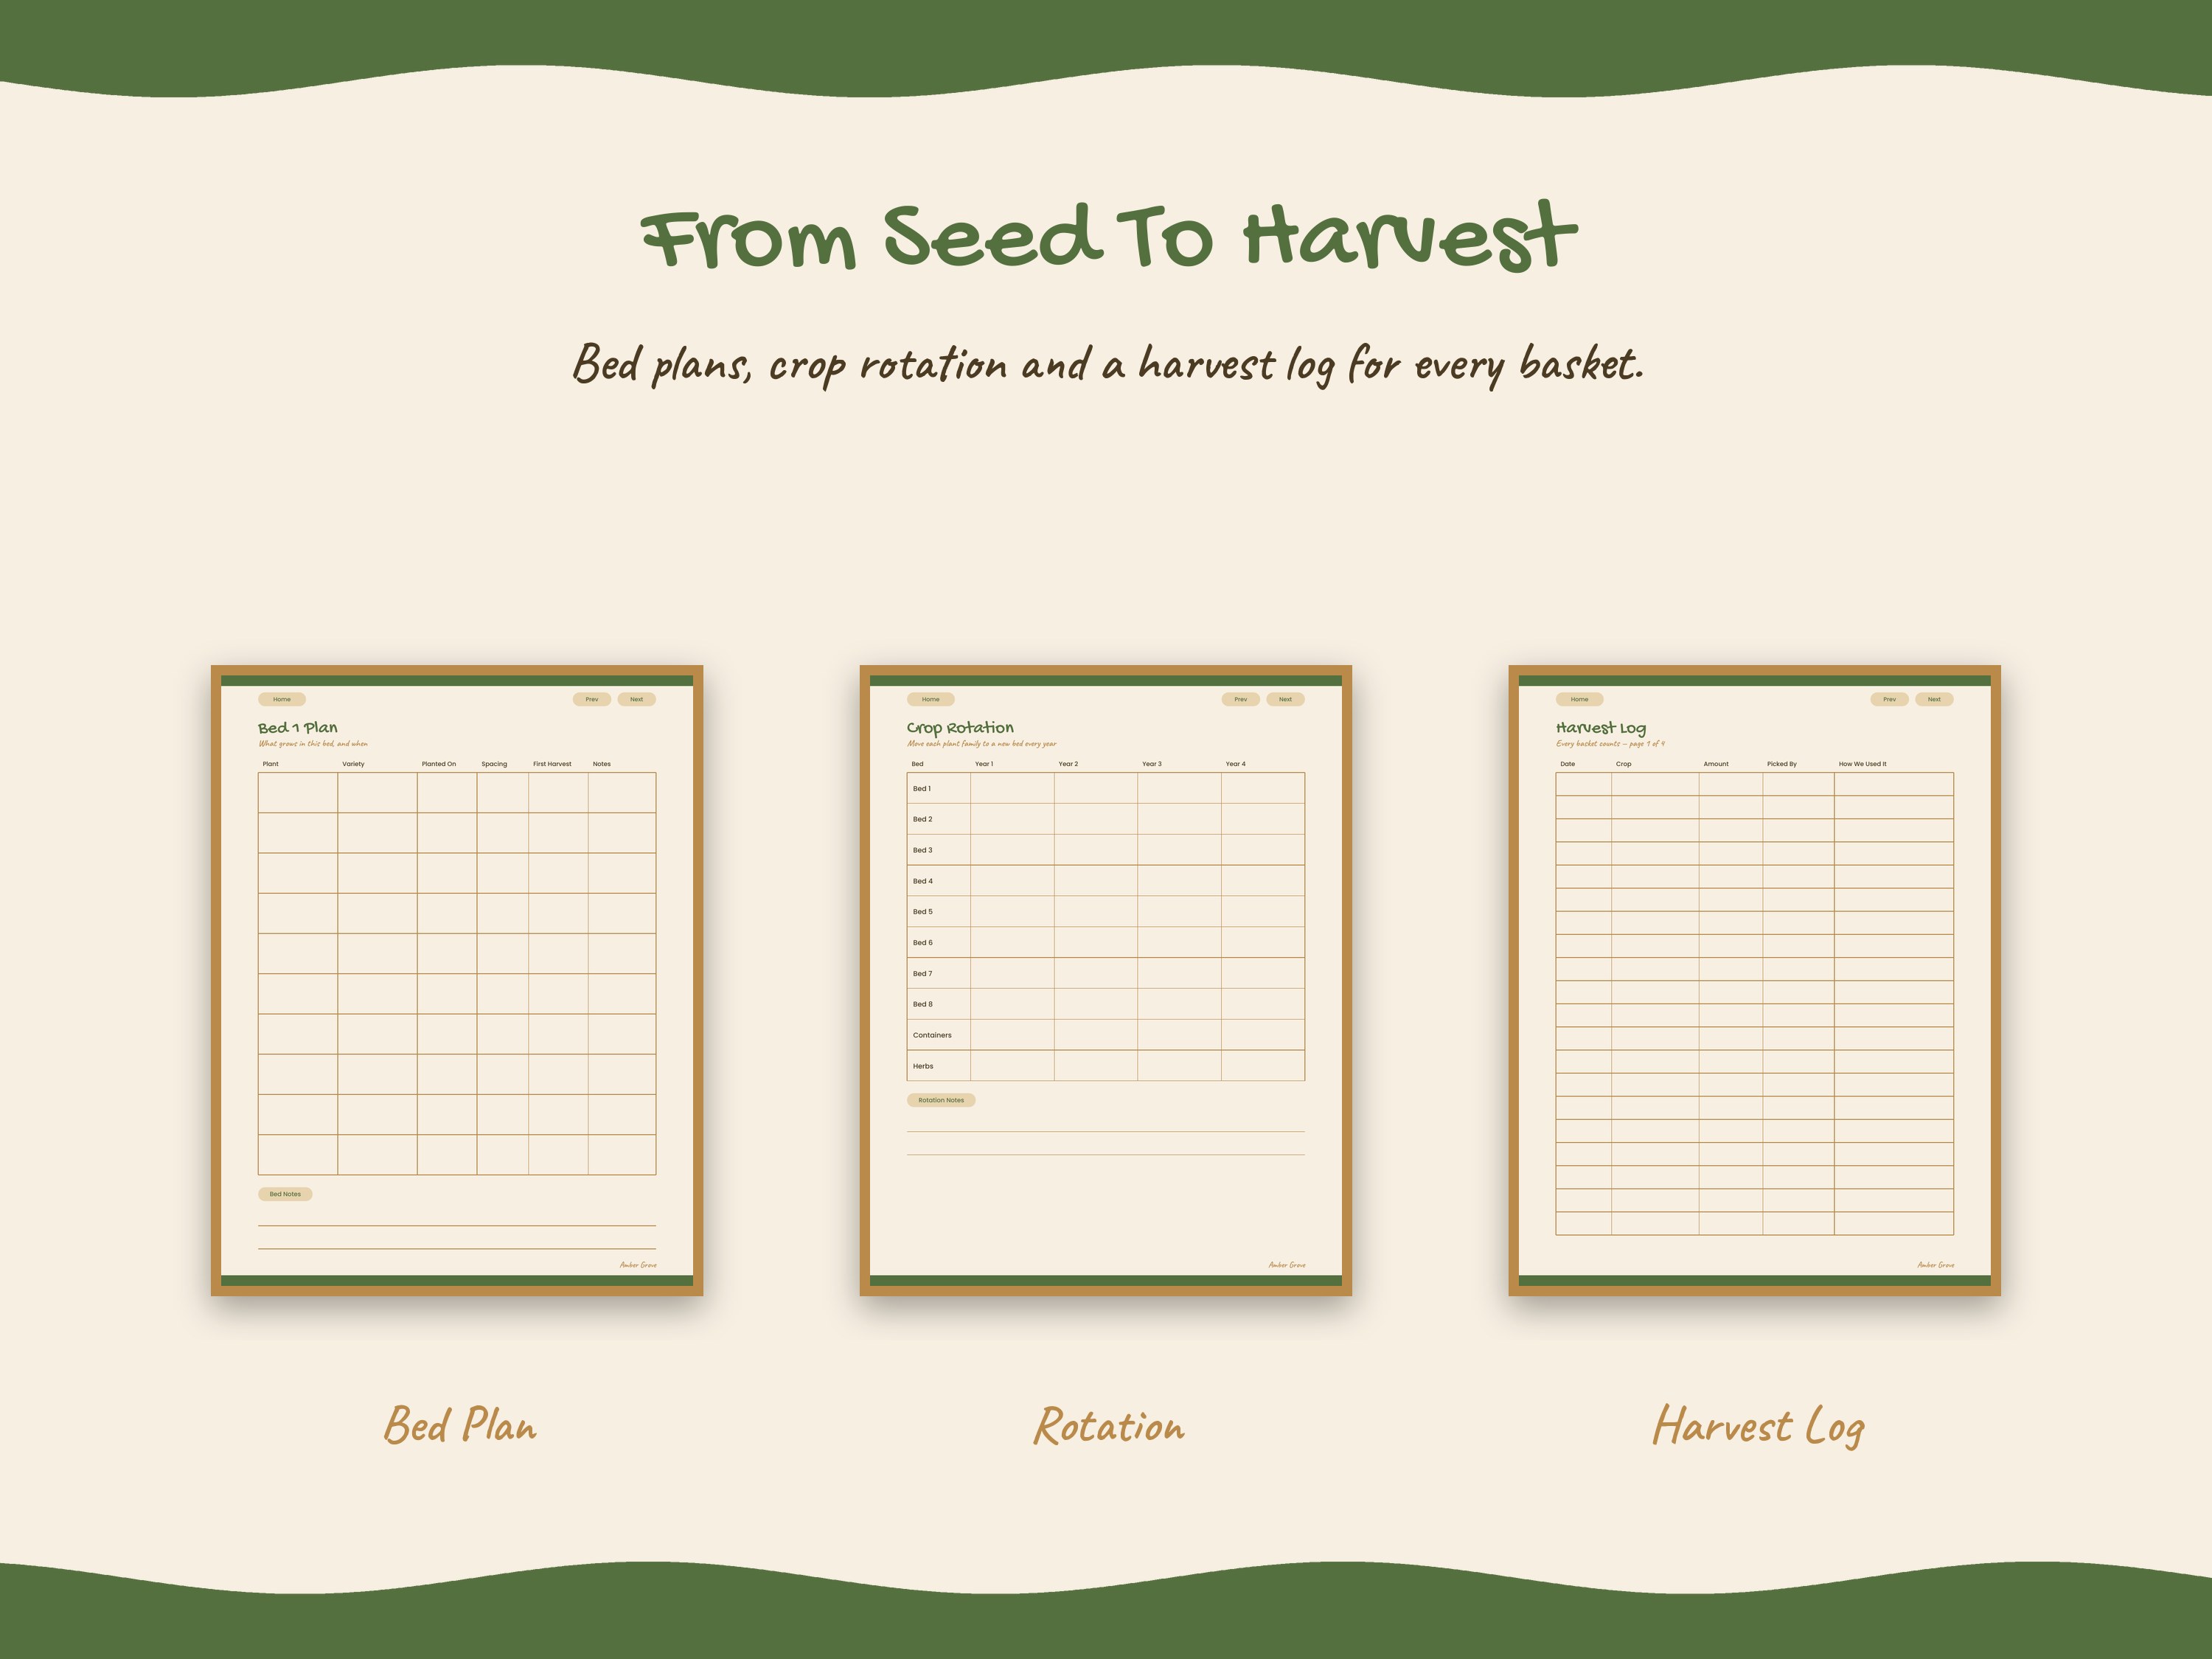 From Seed To Harvest
Bed plans, crop rotation and a harvest log for every basket.
Home Prev Next
Bed 1 Plan
What grows in this bed, and when
Plant Variety Planted On Spacing First Harvest Notes
Bed Notes
Amber Grove
Home Prev Next
Crop Rotation
Move each plant family to a new bed every year
Bed Year 1 Year 2 Year 3 Year 4
Bed 1
Bed 2
Bed 3
Bed 4
Bed 5
Bed 6
Bed 7
Bed 8
Containers
Herbs
Rotation Notes
Amber Grove
Home Prev Next
Harvest Log
Every basket counts – page 1 of 4
Date Crop Amount Picked By How We Used It
Amber Grove
Bed Plan
Rotation
Harvest Log